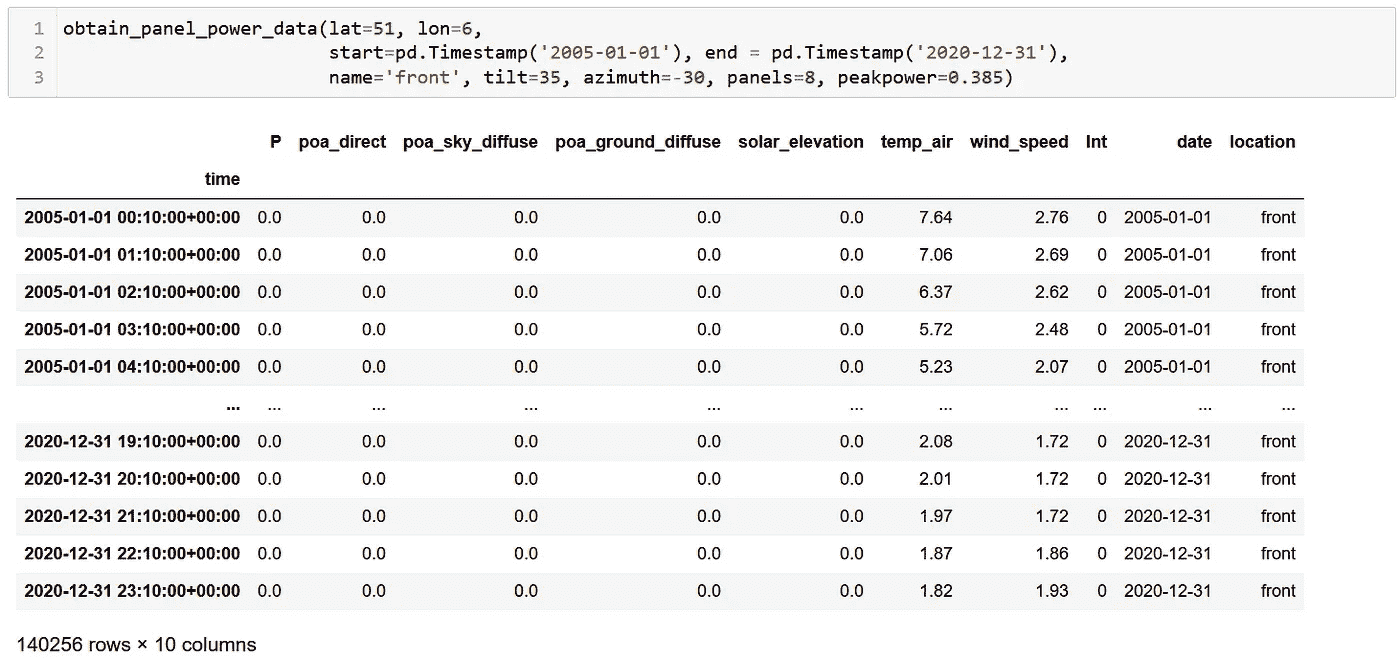 1 obtain_panel_power_data(lat=51, lon=6,
2 start=pd.Timestamp('2005-01-01'), end = pd.Timestamp('2020-12-31'),
3 name='front', tilt=35, azimuth=-30, panels=8, peakpower=0.385)
P poa_direct poa_sky_diffuse poa_ground_diffuse solar_elevation temp_air wind_speed Int date location
time
2005-01-01 00:10:00+00:00 0.0 0.0 0.0 0.0 0.0 7.64 2.76 0 2005-01-01 front
2005-01-01 01:10:00+00:00 0.0 0.0 0.0 0.0 0.0 7.06 2.69 0 2005-01-01 front
2005-01-01 02:10:00+00:00 0.0 0.0 0.0 0.0 0.0 6.37 2.62 0 2005-01-01 front
2005-01-01 03:10:00+00:00 0.0 0.0 0.0 0.0 0.0 5.72 2.48 0 2005-01-01 front
2005-01-01 04:10:00+00:00 0.0 0.0 0.0 0.0 0.0 5.23 2.07 0 2005-01-01 front
... ... ... ... ... ... ... ... ... ... ...
2020-12-31 19:10:00+00:00 0.0 0.0 0.0 0.0 0.0 2.08 1.72 0 2020-12-31 front
2020-12-31 20:10:00+00:00 0.0 0.0 0.0 0.0 0.0 2.01 1.72 0 2020-12-31 front
2020-12-31 21:10:00+00:00 0.0 0.0 0.0 0.0 0.0 1.97 1.72 0 2020-12-31 front
2020-12-31 22:10:00+00:00 0.0 0.0 0.0 0.0 0.0 1.87 1.86 0 2020-12-31 front
2020-12-31 23:10:00+00:00 0.0 0.0 0.0 0.0 0.0 1.82 1.93 0 2020-12-31 front
140256 rows × 10 columns